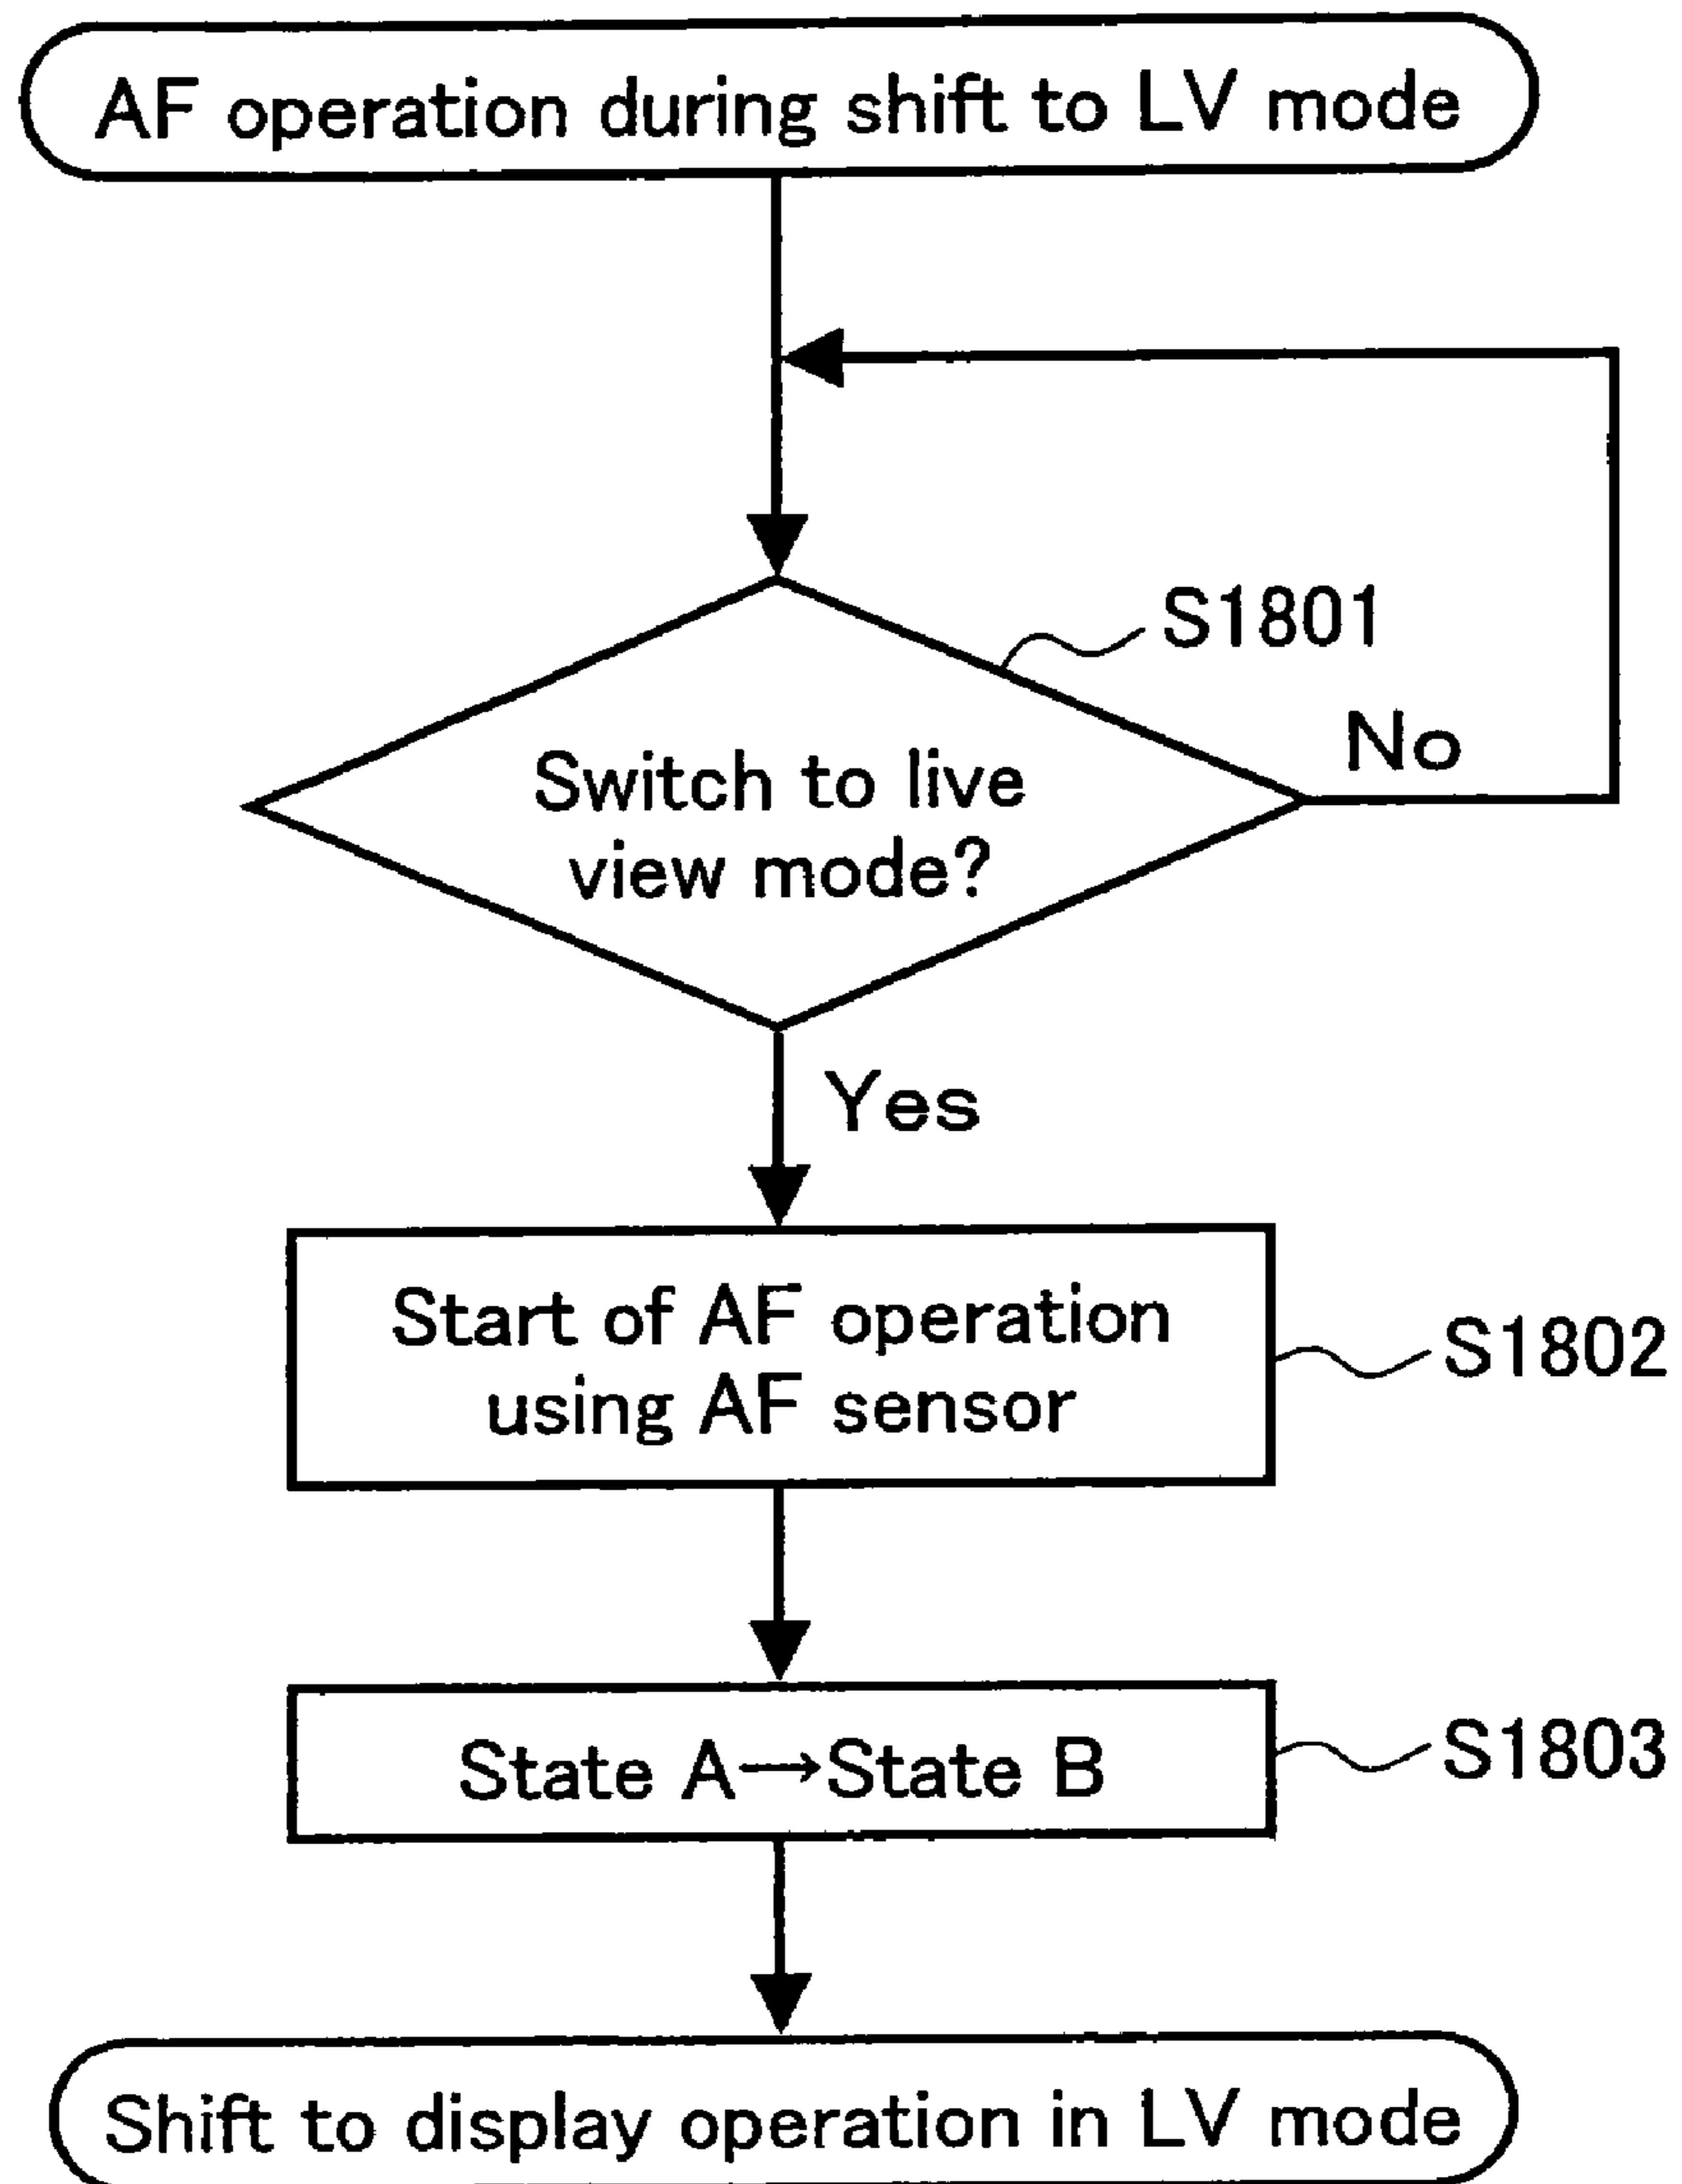 AF operation during shift to LV mode
S1801
No
Switch to live
view mode?
Yes
Start of AF operation
using AF sensor
S1802
State A→State B
S1803
Shift to display operation in LV mode